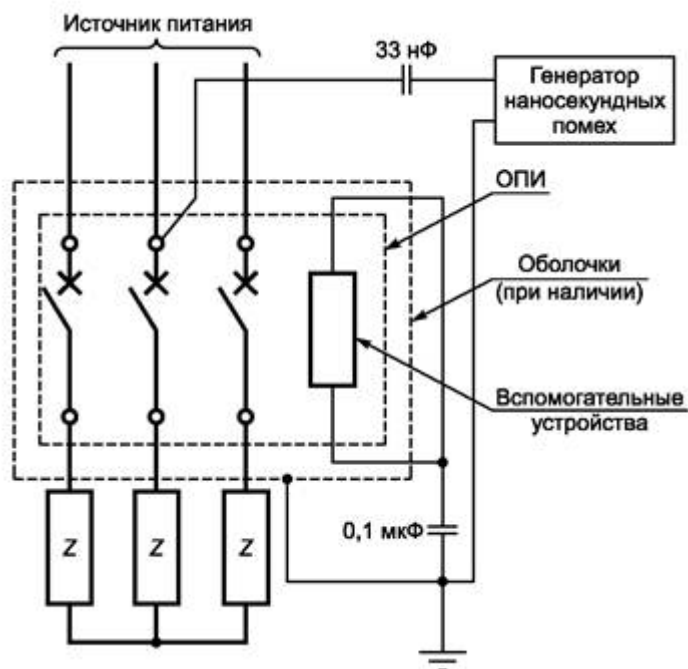 Источник питания
33 нФ
Генератор
наносекундных
помех
ОПИ
Оболочки
(при наличии)
Вспомогательные
устройства
0,1 мкФ
Z
Z
Z